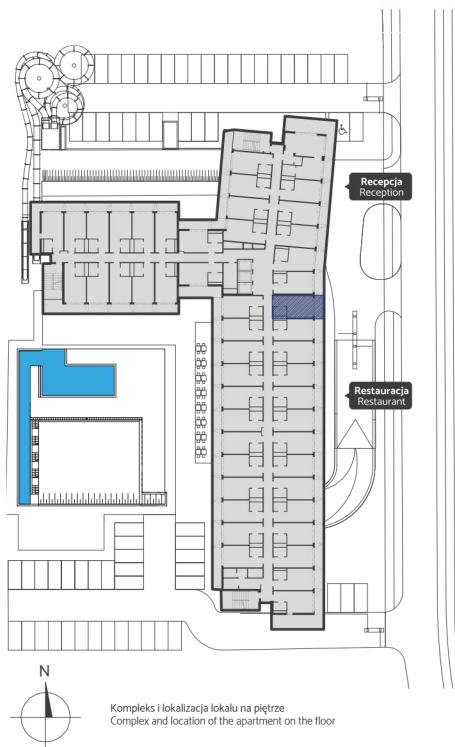 Recepcja
Reception
Restauracja
Restaurant
N
Kompleks i lokalizacja lokalu na piętrze
Complex and location of the apartment on the floor